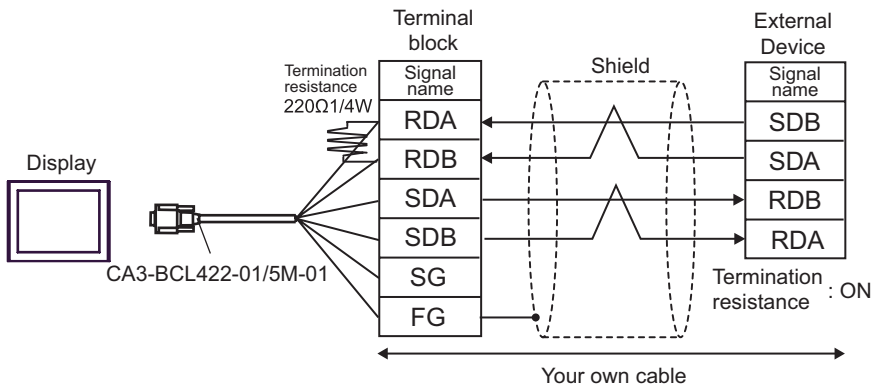 Terminal
block
External
Device
Termination
resistance
220Ω1/4W
Signal
name
Shield
Signal
name
RDA
SDB
Display
RDB
SDA
SDA
RDB
SDB
RDA
CA3-BCL422-01/5M-01
SG
Termination
resistance : ON
FG
Your own cable